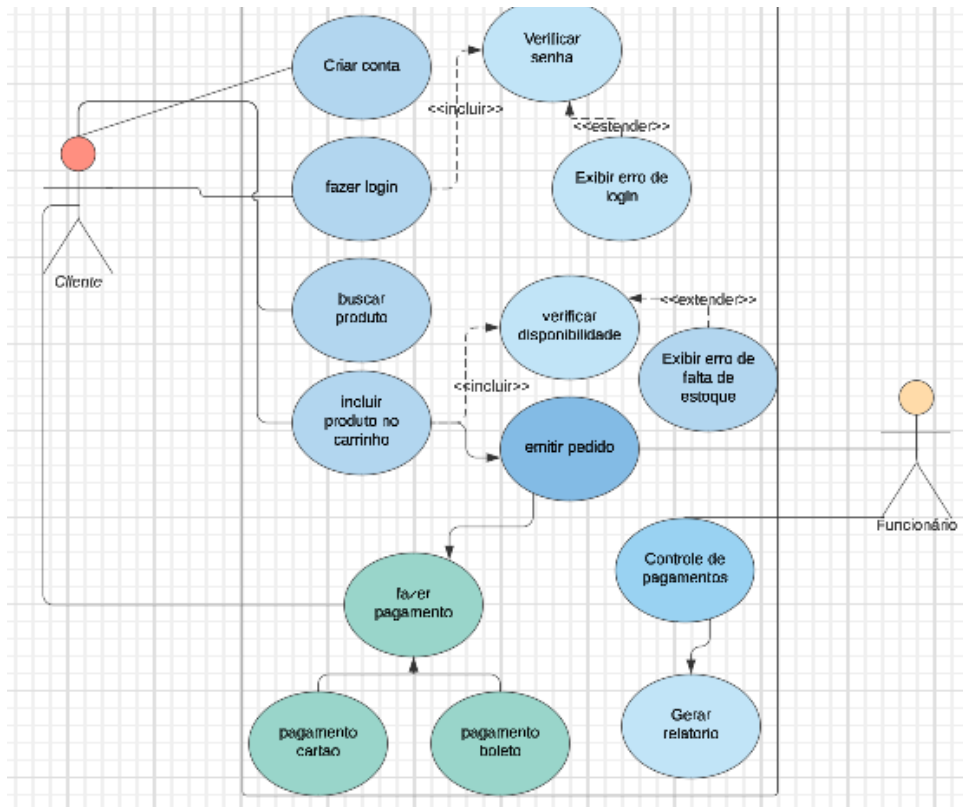 Verificar
senha
Criar conta
<<incluir>>
<<estender>>
fazer login
Exibir erro de
login
Cliente
buscar
produto
verificar
disponibilidade
<<extender>>
Exibir erro de
falta de
estoque
<<incluir>>
incluir
produto no
carrinho
emitir pedido
Funcionário
Controle de
pagamentos
fazer
pagamento
pagamento
cartao
pagamento
boleto
Gerar
relatorio